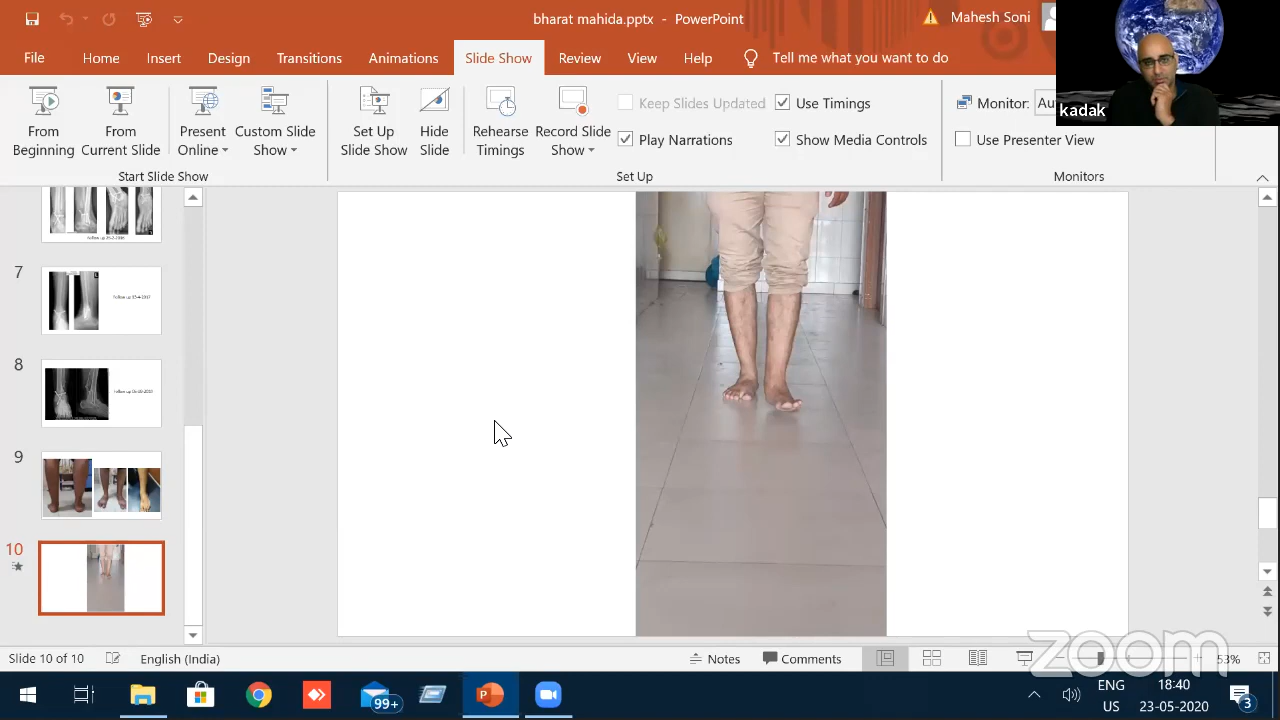 bharat mahida.pptx - PowerPoint
Mahesh Soni
File Home Insert Design Transitions Animations Slide Show Review View Help Tell me what you want to do
kadak
From Beginning
From Current Slide
Present Online
Custom Slide Show
Set Up Slide Show
Hide Slide
Rehearse Timings
Record Slide Show
Keep Slides Updated
Play Narrations
Use Timings
Show Media Controls
Monitor: Au
Use Presenter View
Start Slide Show
Set Up
Monitors
7
8
9
10
Slide 10 of 10
English (India)
Notes
Comments
53%
zoom
99+
ENG
US
18:40
23-05-2020
3